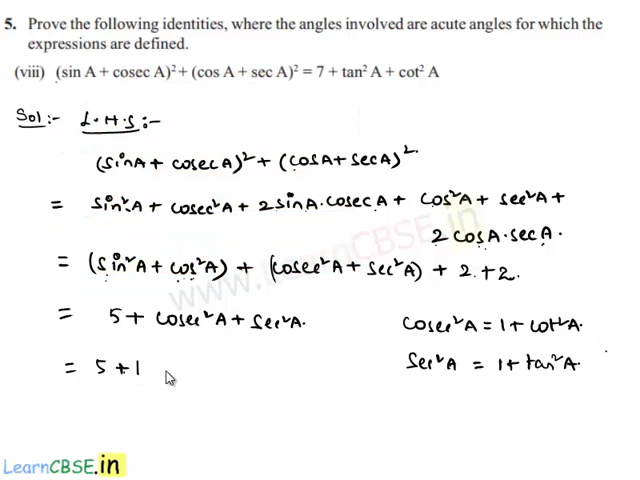 5. Prove the following identities, where the angles involved are acute angles for which the
expressions are defined.
(viii) (sin A + cosec A)² + (cos A + sec A)² = 7 + tan² A + cot² A
Sol:- L.H.S:-
(sinA + cosecA)² + (cosA + secA)².
= sin²A + cosec²A + 2sinA.cosecA + cos²A + sec²A +
2cosA.secA.
= (sin²A + cos²A) + (cosec²A + sec²A) + 2 + 2.
= 5 + cosec²A + sec²A. cosec²A = 1 + cot²A.
= 5 + 1 sec²A = 1 + tan²A.
www.LearnCBSE.in
LearnCBSE.in